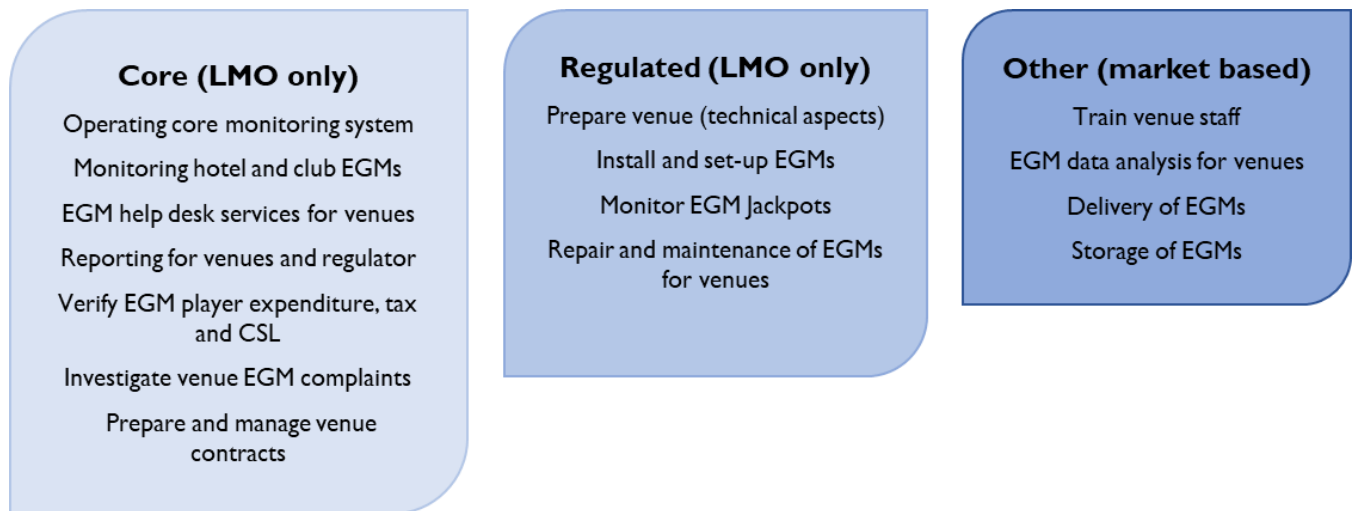 Core (LMO only)
Operating core monitoring system
Monitoring hotel and club EGMs
EGM help desk services for venues
Reporting for venues and regulator
Verify EGM player expenditure, tax
and CSL
Investigate venue EGM complaints
Prepare and manage venue
contracts
Regulated (LMO only)
Prepare venue (technical aspects)
Install and set-up EGMs
Monitor EGM Jackpots
Repair and maintenance of EGMs
for venues
Other (market based)
Train venue staff
EGM data analysis for venues
Delivery of EGMs
Storage of EGMs